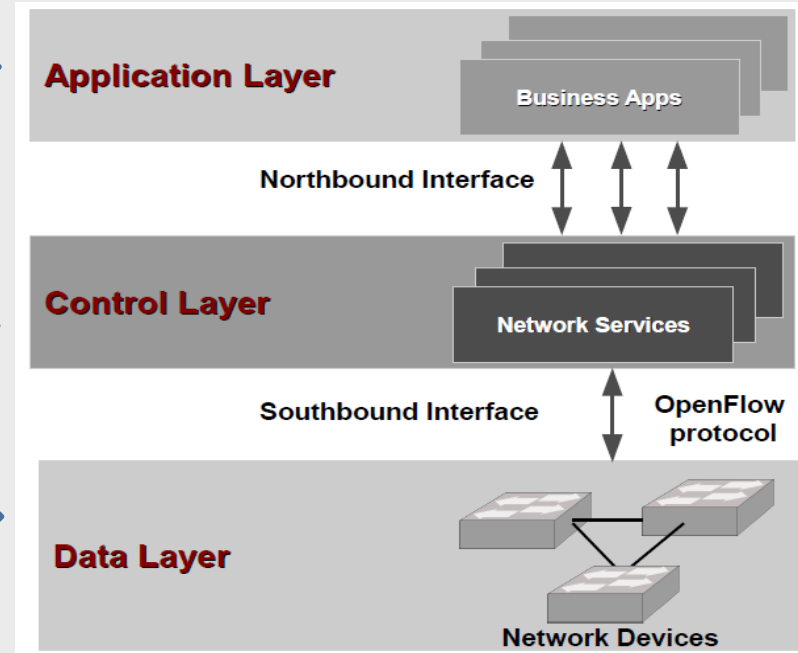 Application Layer
Business Apps
Northbound Interface
Control Layer
Network Services
Southbound Interface
OpenFlow
protocol
Data Layer
Network Devices